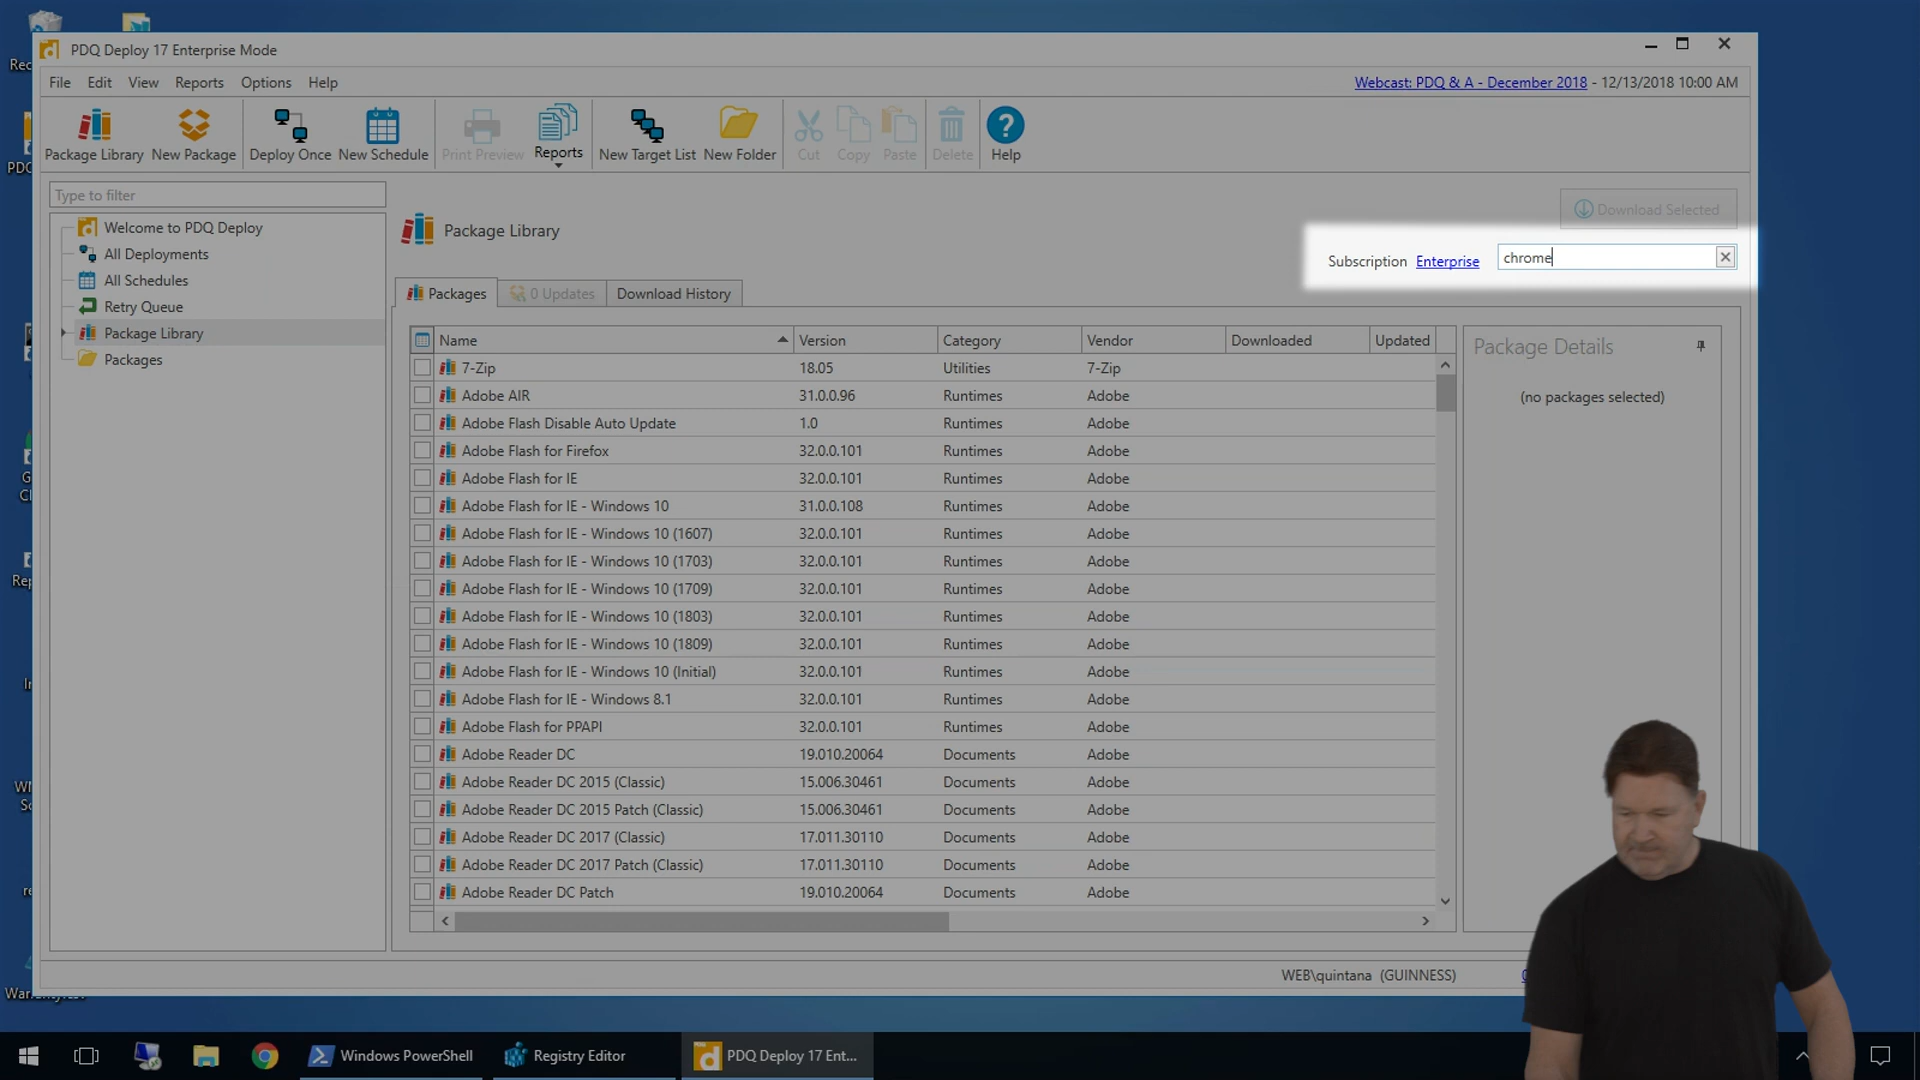 Rec
PDQ Deploy 17 Enterprise Mode
File Edit View Reports Options Help
Webcast: PDQ & A - December 2018 - 12/13/2018 10:00 AM
Package Library New Package Deploy Once New Schedule Print Preview Reports New Target List New Folder Cut Copy Paste Delete Help
PDQ
Type to filter
Download Selected
Welcome to PDQ Deploy
All Deployments
All Schedules
Retry Queue
Package Library
Packages
Package Library
Subscription Enterprise chrome
Packages 0 Updates Download History
Name Version Category Vendor Downloaded Updated
7-Zip 18.05 Utilities 7-Zip
Adobe AIR 31.0.0.96 Runtimes Adobe
Adobe Flash Disable Auto Update 1.0 Runtimes Adobe
Adobe Flash for Firefox 32.0.0.101 Runtimes Adobe
Adobe Flash for IE 32.0.0.101 Runtimes Adobe
Adobe Flash for IE - Windows 10 31.0.0.108 Runtimes Adobe
Adobe Flash for IE - Windows 10 (1607) 32.0.0.101 Runtimes Adobe
Adobe Flash for IE - Windows 10 (1703) 32.0.0.101 Runtimes Adobe
Adobe Flash for IE - Windows 10 (1709) 32.0.0.101 Runtimes Adobe
Adobe Flash for IE - Windows 10 (1803) 32.0.0.101 Runtimes Adobe
Adobe Flash for IE - Windows 10 (1809) 32.0.0.101 Runtimes Adobe
Adobe Flash for IE - Windows 10 (Initial) 32.0.0.101 Runtimes Adobe
Adobe Flash for IE - Windows 8.1 32.0.0.101 Runtimes Adobe
Adobe Flash for PPAPI 32.0.0.101 Runtimes Adobe
Adobe Reader DC 19.010.20064 Documents Adobe
Adobe Reader DC 2015 (Classic) 15.006.30461 Documents Adobe
Adobe Reader DC 2015 Patch (Classic) 15.006.30461 Documents Adobe
Adobe Reader DC 2017 (Classic) 17.011.30110 Documents Adobe
Adobe Reader DC 2017 Patch (Classic) 17.011.30110 Documents Adobe
Adobe Reader DC Patch 19.010.20064 Documents Adobe
Package Details
(no packages selected)
WEB\quintana (GUINNESS)
Windows PowerShell Registry Editor PDQ Deploy 17 Ent...